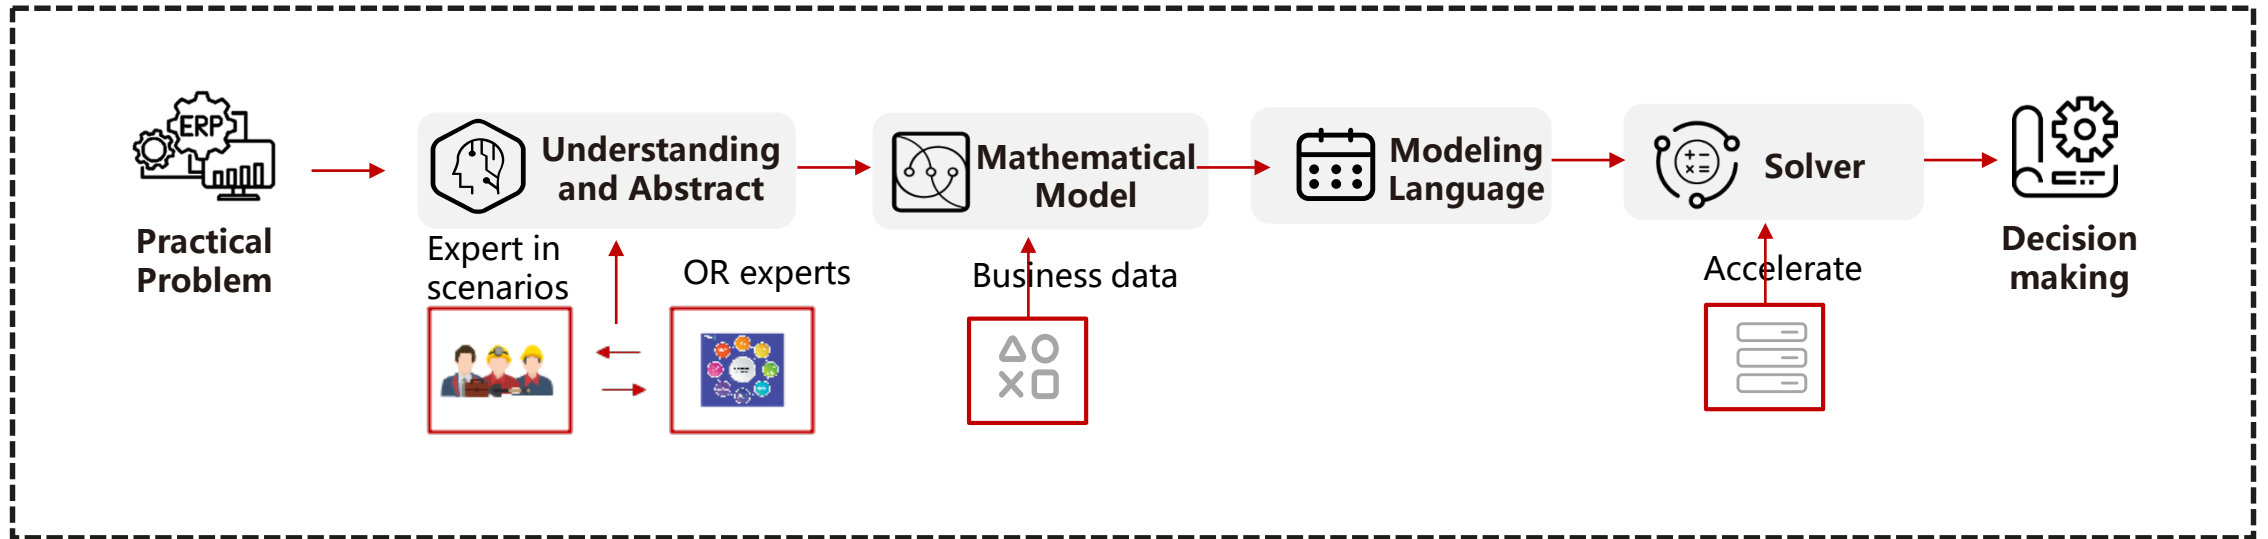 ERP
Practical
Problem
Understanding
and Abstract
Expert in
scenarios
OR experts
Mathematical
Model
Business data
Modeling
Language
Solver
Accelerate
Decision
making